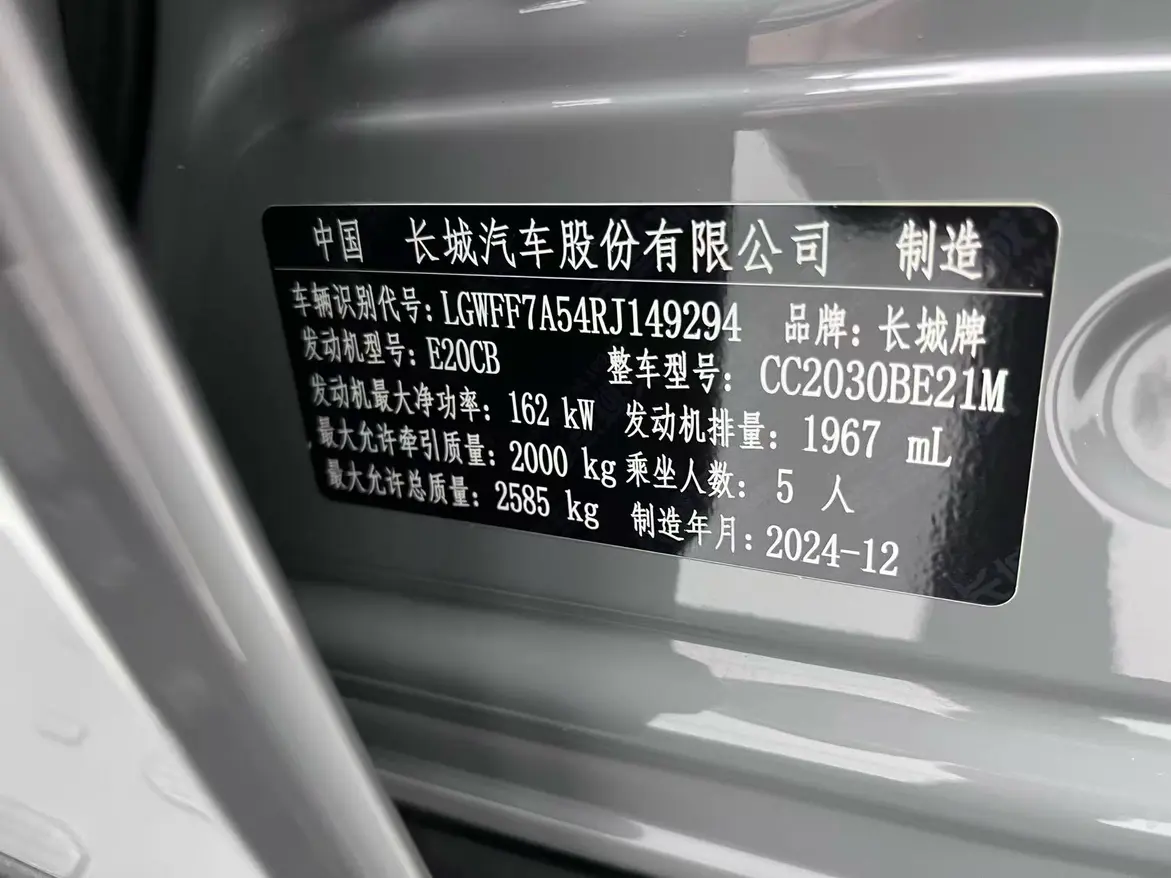 中国 长城汽车股份有限公司 制造
车辆识别代号：LGWFF7A54RJ149294 品牌：长城牌
发动机型号：E20CB 整车型号：CC2030BE21M
发动机最大净功率：162 kW 发动机排量：1967 mL
最大允许牵引质量：2000 kg 乘坐人数：5 人
最大允许总质量：2585 kg 制造年月：2024-12